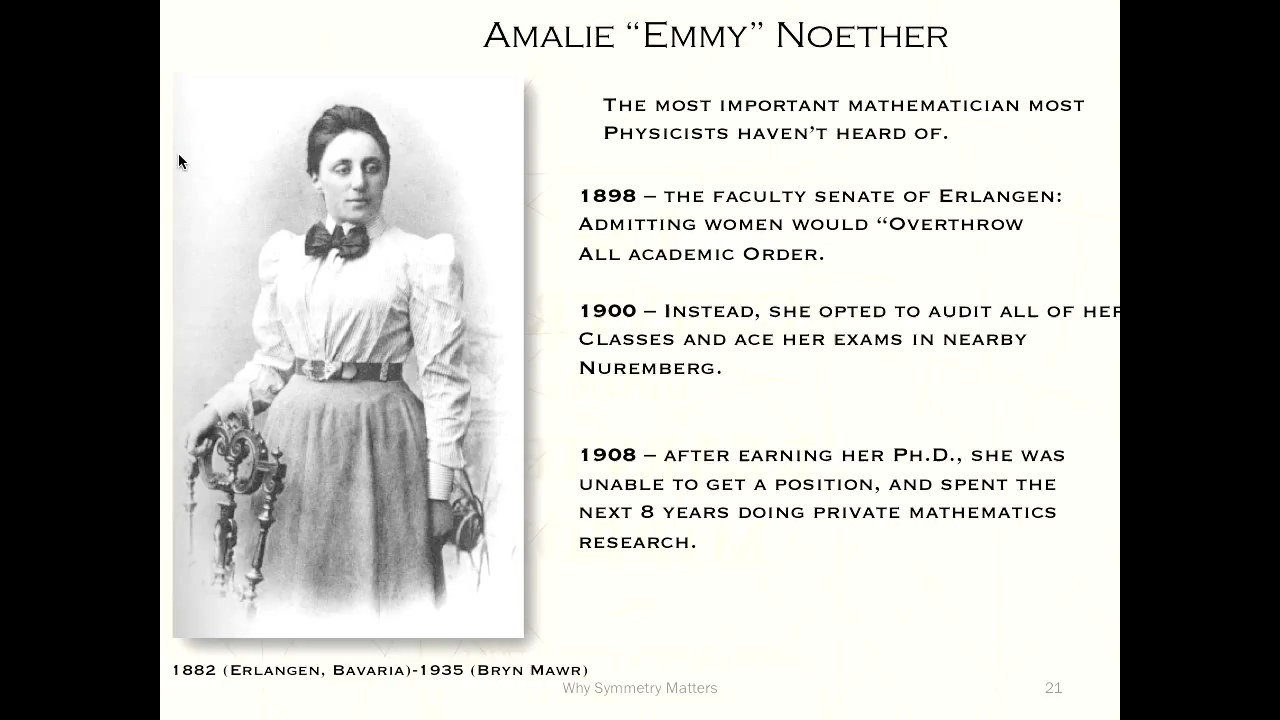 Amalie “Emmy” Noether
The most important mathematician most
Physicists haven’t heard of.
1898 – the faculty senate of Erlangen:
Admitting women would “Overthrow
All academic Order.
1900 – Instead, she opted to audit all of her
Classes and ace her exams in nearby
Nuremberg.
1908 – after earning her Ph.D., she was
unable to get a position, and spent the
next 8 years doing private mathematics
research.
1882 (Erlangen, Bavaria)-1935 (Bryn Mawr)
Why Symmetry Matters
21